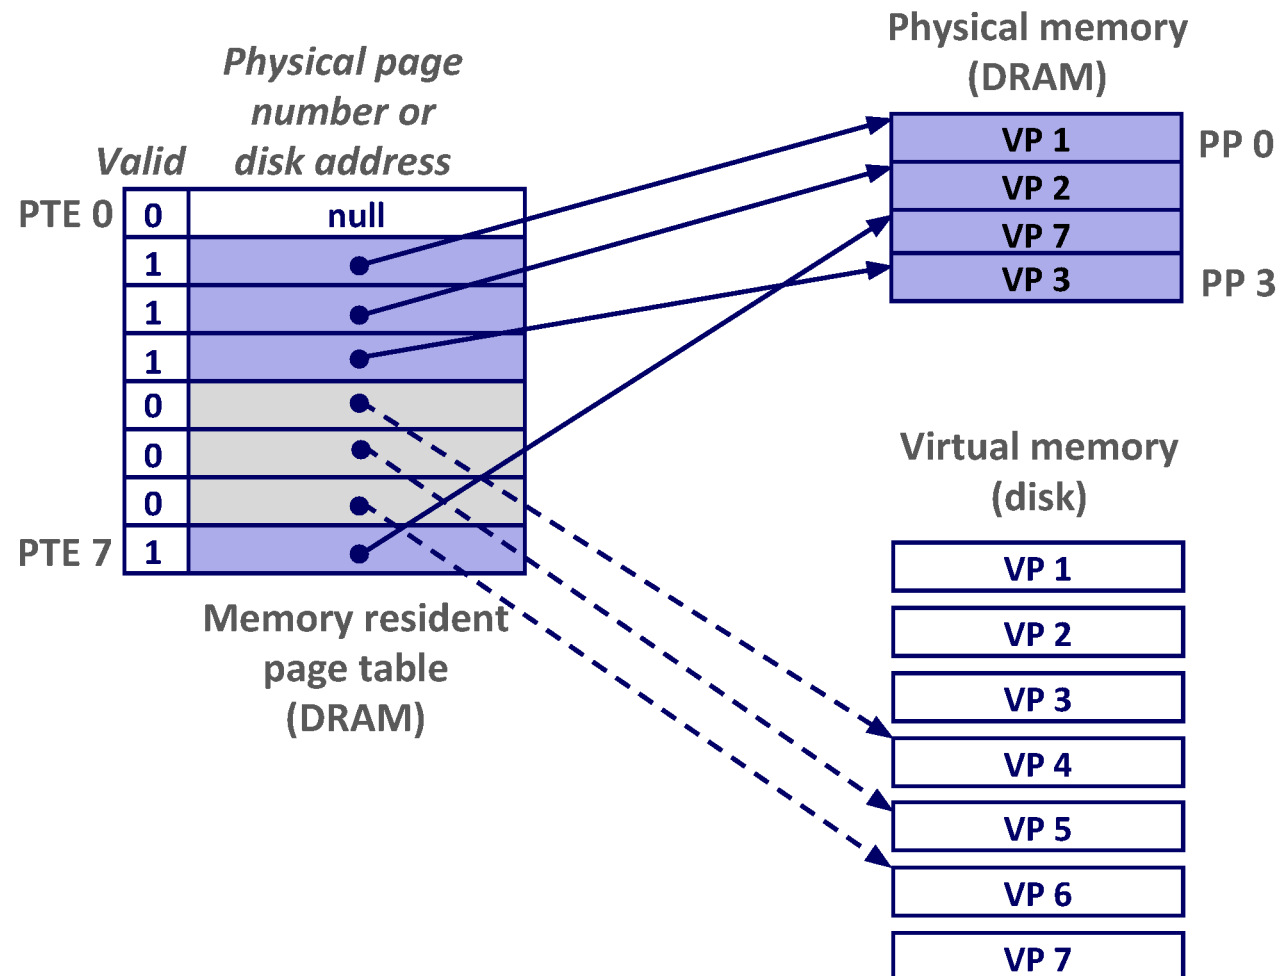 Physical memory
(DRAM)
Physical page
number or
disk address
Valid
VP 1
PP 0
VP 2
VP 7
VP 3
PP 3
PTE 0
0
null
1
1
1
0
0
0
PTE 7
1
Memory resident
page table
(DRAM)
Virtual memory
(disk)
VP 1
VP 2
VP 3
VP 4
VP 5
VP 6
VP 7